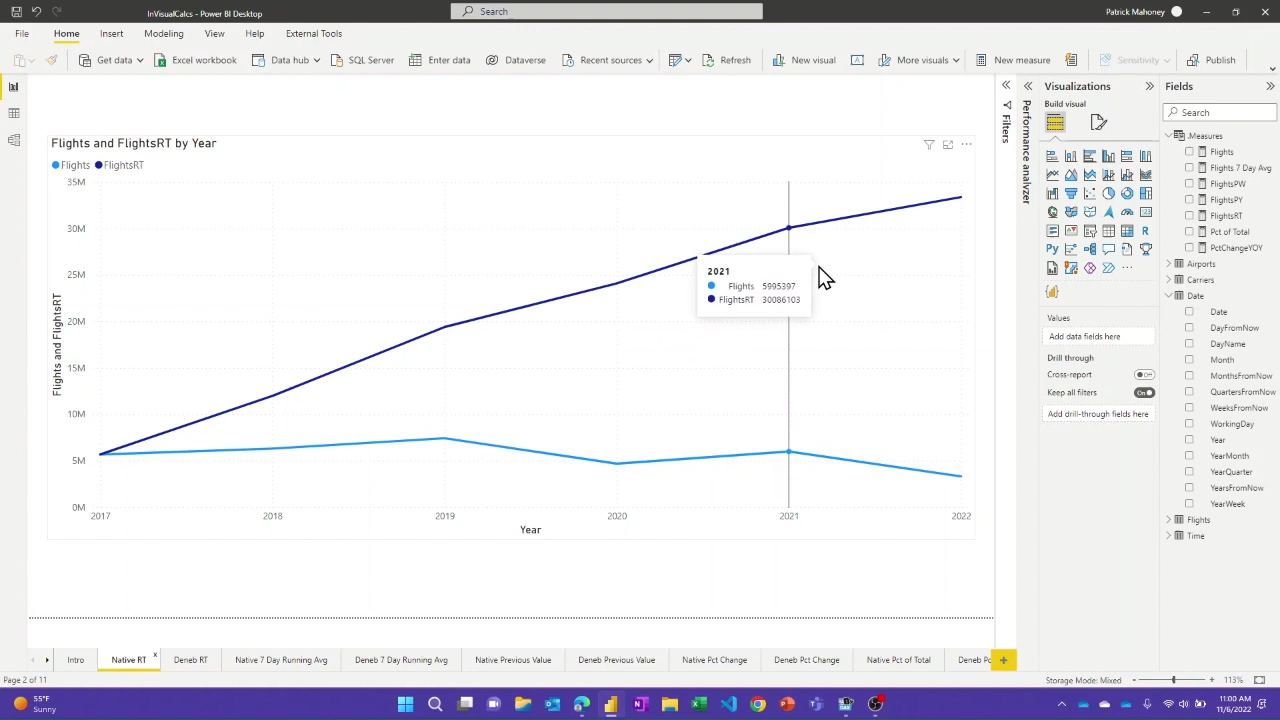 InVisualCalcs - Power BI Desktop
Search
Patrick Mahoney
File Home Insert Modeling View Help External Tools
Get data Excel workbook Data hub SQL Server Enter data Dataverse Recent sources Refresh New visual More visuals New measure Sensitivity Publish
Flights and FlightsRT by Year
Flights FlightsRT
35M
30M
25M
20M
15M
10M
5M
0M
Flights and FlightsRT
2021
Flights 5995397
FlightsRT 30086103
2017 2018 2019 2020 2021 2022
Year
Filters
Performance analyzer
Visualizations
Build visual
R
Py
123
Values
Add data fields here
Drill through
Cross-report
Off
Keep all filters
On
Add drill-through fields here
Fields
Search
.Measures
Flights
Flights 7 Day Avg
FlightsPW
FlightsPY
FlightsRT
Pct of Total
PctChangeYOY
Airports
Carriers
Date
Date
DayFromNow
DayName
Month
MonthsFromNow
QuartersFromNow
WeeksFromNow
WorkingDay
Year
YearMonth
YearQuarter
YearsFromNow
YearWeek
Flights
Time
Intro Native RT Deneb RT Native 7 Day Running Avg Deneb 7 Day Running Avg Native Previous Value Deneb Previous Value Native Pct Change Deneb Pct Change Native Pct of Total Deneb Pc
Page 2 of 11
Storage Mode: Mixed
113%
55°F
Sunny
11:00 AM
11/6/2022